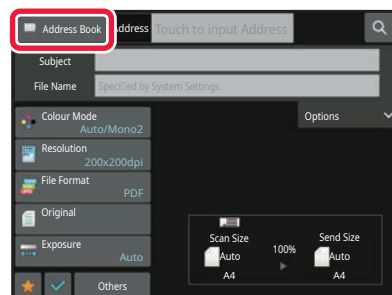 Address Book Address Touch to input Address
Subject
File Name Specified by System Settings
Colour Mode
Auto/Mono2
Options
Resolution
200x200dpi
File Format
PDF
Original
Scan Size 100% Send Size
Exposure
Auto
Auto Auto
A4 A4
Others